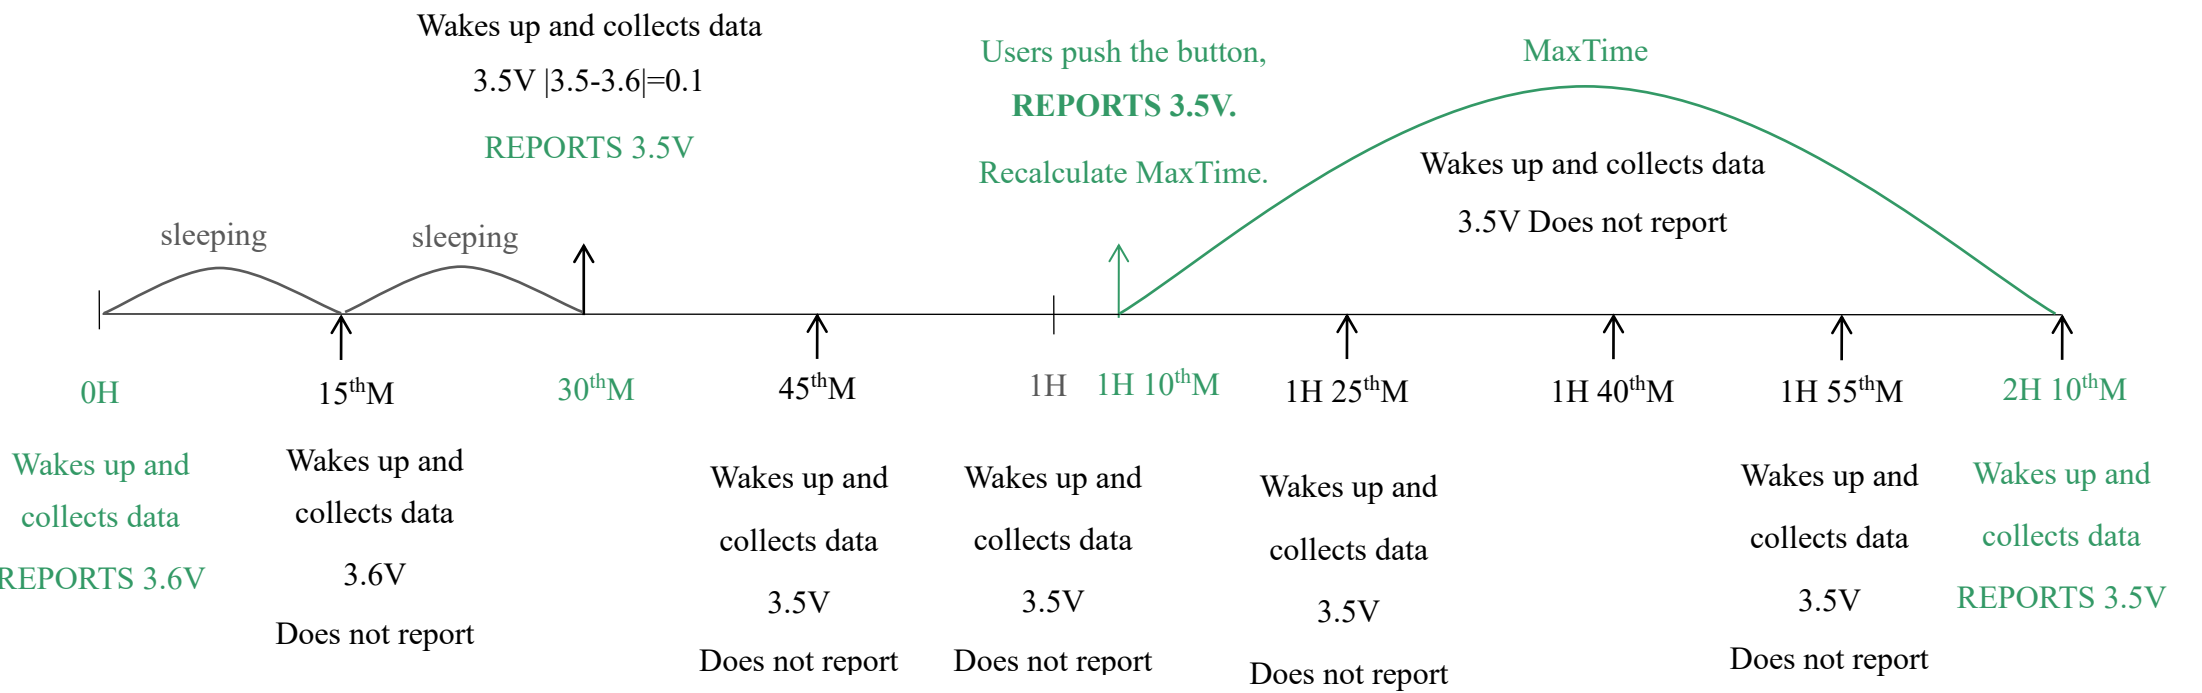 Wakes up and collects data
3.5V |3.5-3.6|=0.1
REPORTS 3.5V
Users push the button,
REPORTS 3.5V.
Recalculate MaxTime.
MaxTime
Wakes up and collects data
3.5V Does not report
sleeping
sleeping
0H
15thM
30thM
45thM
1H
1H 10thM
1H 25thM
1H 40thM
1H 55thM
2H 10thM
Wakes up and
collects data
REPORTS 3.6V
Wakes up and
collects data
3.6V
Does not report
Wakes up and
collects data
3.5V
Does not report
Wakes up and
collects data
3.5V
Does not report
Wakes up and
collects data
3.5V
Does not report
Wakes up and
collects data
3.5V
Does not report
Wakes up and
collects data
REPORTS 3.5V